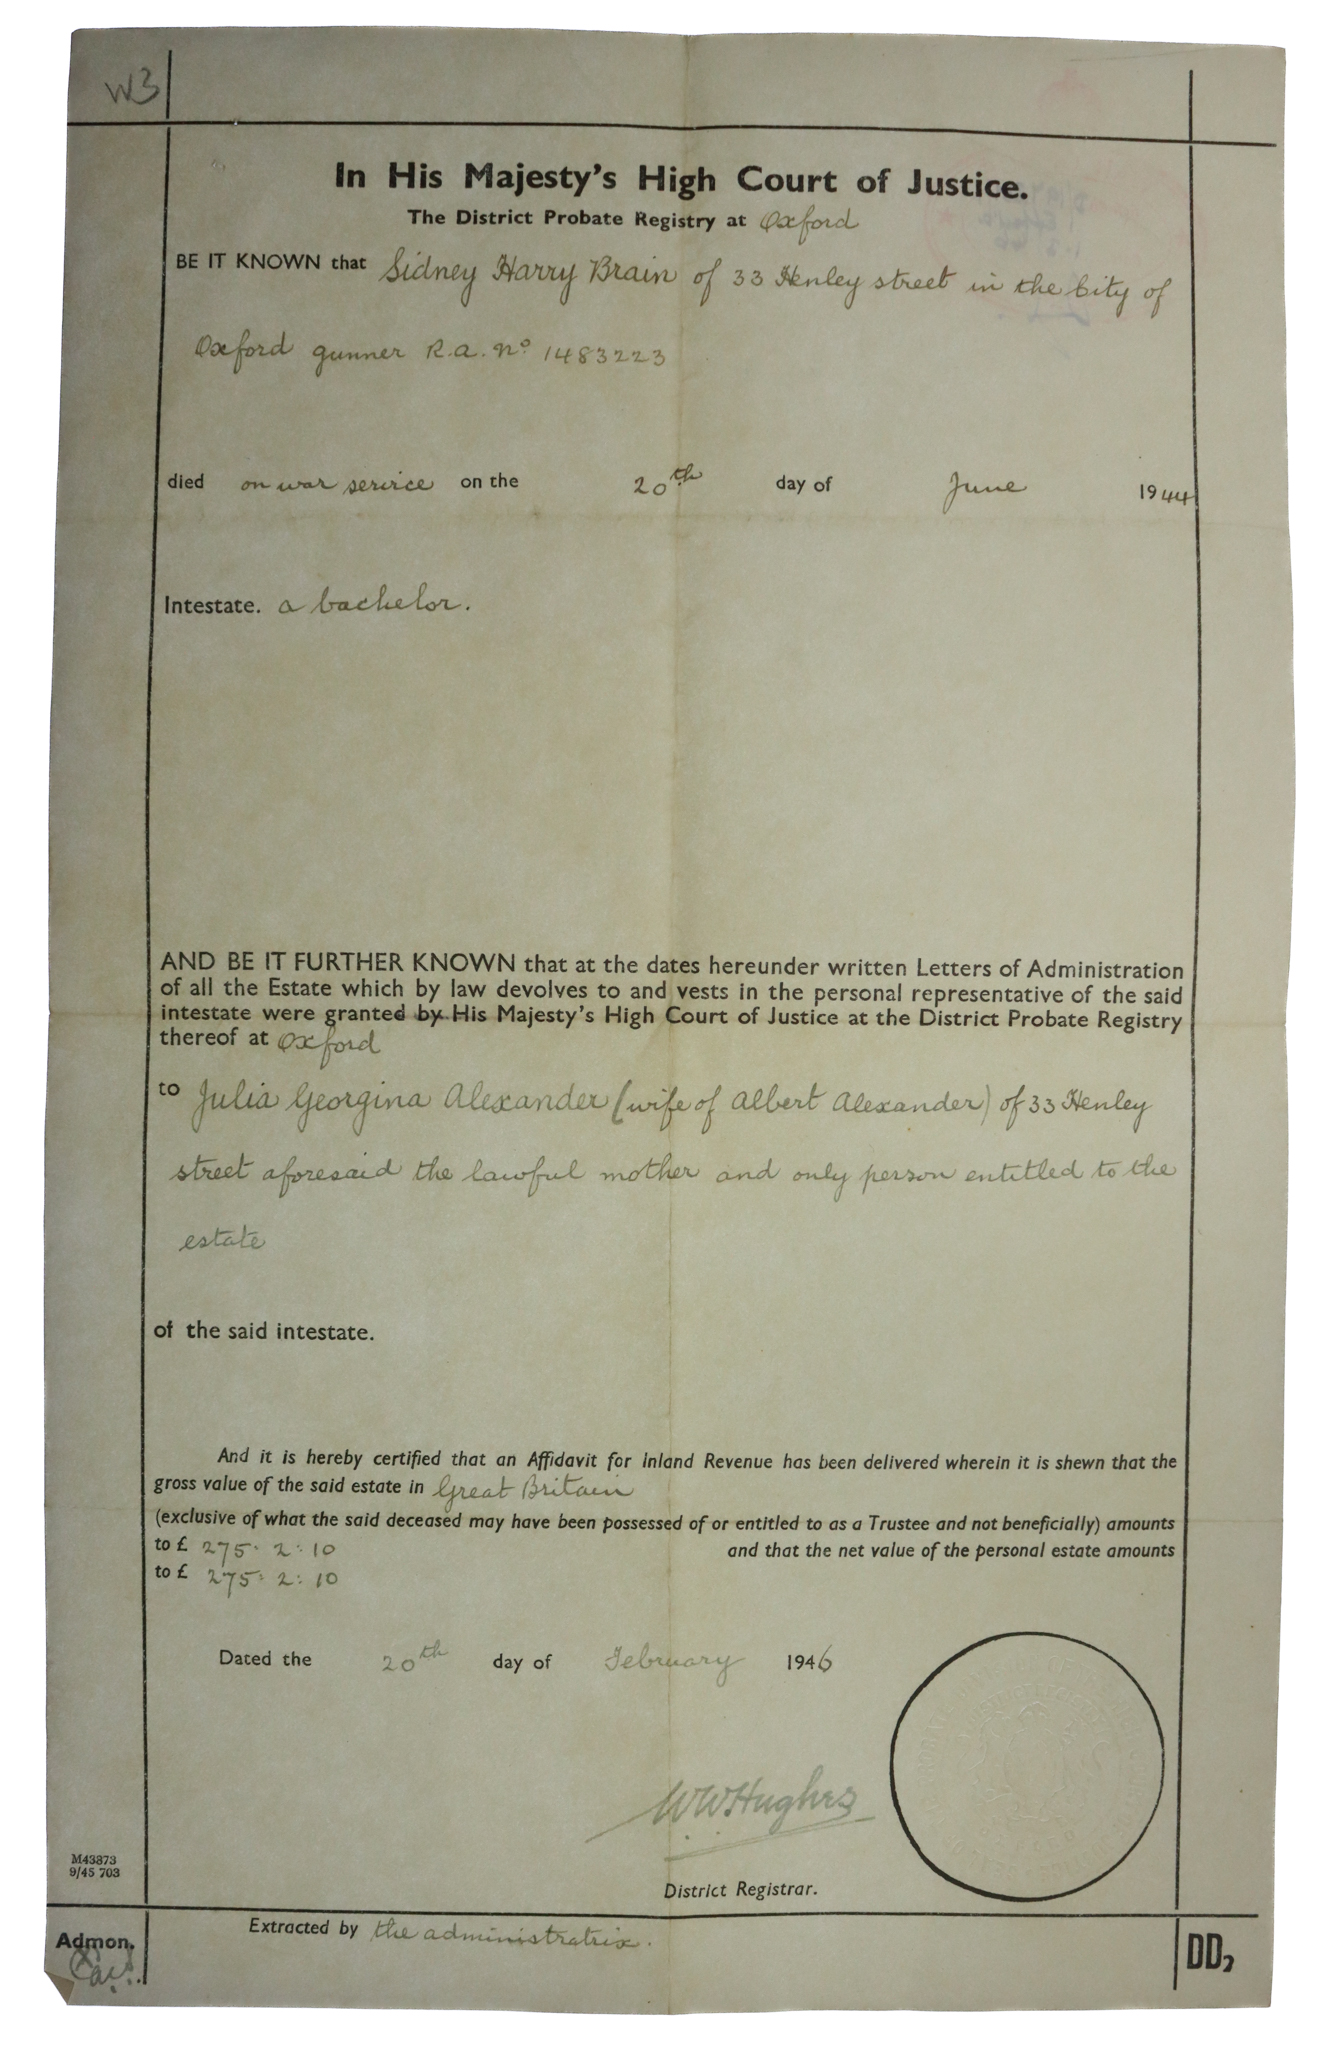 W3
In His Majesty's High Court of Justice.
The District Probate Registry at Oxford
BE IT KNOWN that Sidney Harry Brain of 33 Henley street in the City of
Oxford gunner R.A. No 1483223
died on war service on the 20th day of June 1944
Intestate. a bachelor.
AND BE IT FURTHER KNOWN that at the dates hereunder written Letters of Administration
of all the Estate which by law devolves to and vests in the personal representative of the said
intestate were granted by His Majesty's High Court of Justice at the District Probate Registry
thereof at Oxford
to Julia Georgina Alexander (wife of Albert Alexander) of 33 Henley
street aforesaid the lawful mother and only person entitled to the
estate
of the said intestate.
And it is hereby certified that an Affidavit for Inland Revenue has been delivered wherein it is shewn that the
gross value of the said estate in Great Britain
(exclusive of what the said deceased may have been possessed of or entitled to as a Trustee and not beneficially) amounts
to £ 275: 2: 10 and that the net value of the personal estate amounts
to £ 275: 2: 10
Dated the 20th day of February 1946
WWHughes
District Registrar.
M43873
9/45 703
Extracted by the administratrix.
Admon.
DD2